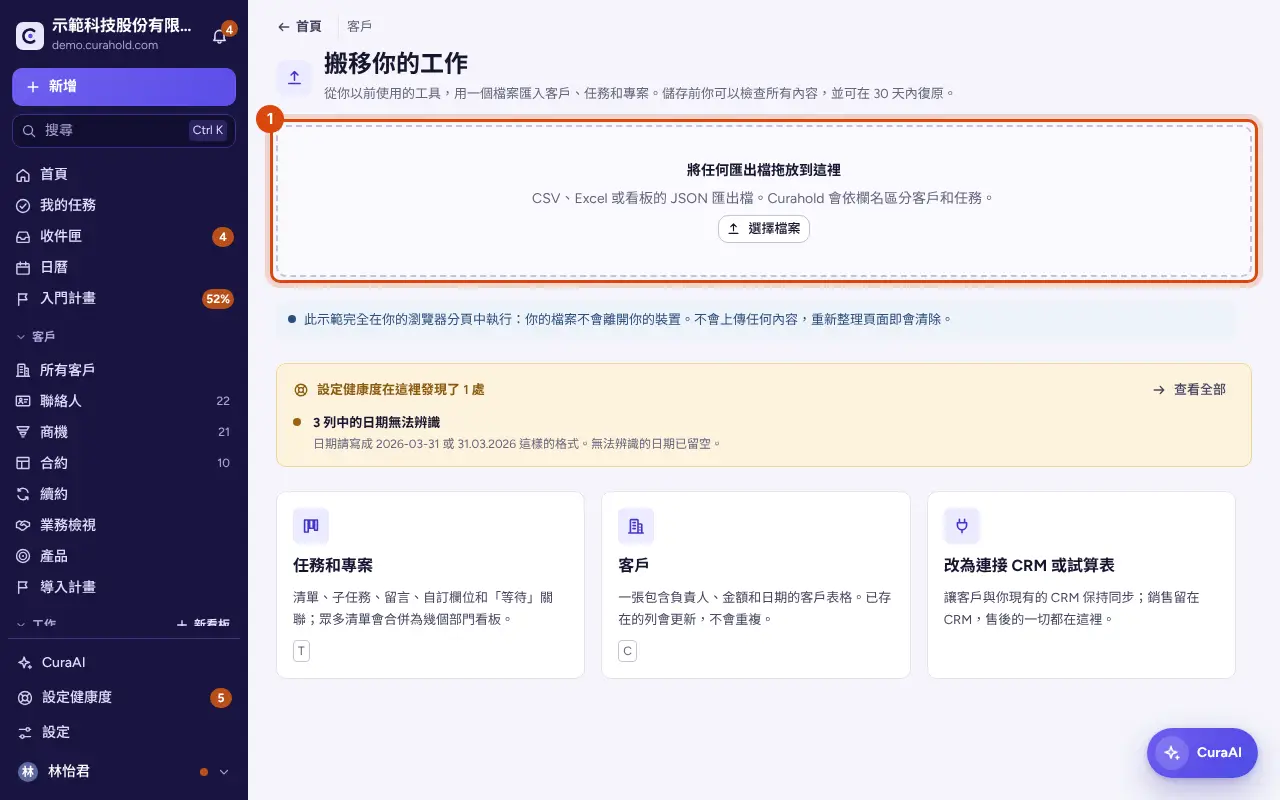 示範科技股份有限...
demo.curahold.com
4
新增
搜尋
Ctrl K
首頁
我的任務
收件匣
4
日曆
入門計畫
52%
客戶
所有客戶
聯絡人
22
商機
21
合約
10
續約
業務檢視
產品
導入計畫
工作
新看板
CuraAI
設定健康度
5
設定
林
林怡君
首頁
客戶
搬移你的工作
從你以前使用的工具，用一個檔案匯入客戶、任務和專案。儲存前你可以檢查所有內容，並可在 30 天內復原。
1
將任何匯出檔拖放到這裡
CSV、Excel 或看板的 JSON 匯出檔。Curahold 會依欄名區分客戶和任務。
選擇檔案
此示範完全在你的瀏覽器分頁中執行：你的檔案不會離開你的裝置。不會上傳任何內容，重新整理頁面即會清除。
設定健康度在這裡發現了 1 處
查看全部
3 列中的日期無法辨識
日期請寫成 2026-03-31 或 31.03.2026 這樣的格式。無法辨識的日期已留空。
任務和專案
清單、子任務、留言、自訂欄位和「等待」關
聯；眾多清單會合併為幾個部門看板。
T
客戶
一張包含負責人、金額和日期的客戶表格。已存
在的列會更新，不會重複。
C
改為連接 CRM 或試算表
讓客戶與你現有的 CRM 保持同步；銷售留在
CRM，售後的一切都在這裡。
CuraAI